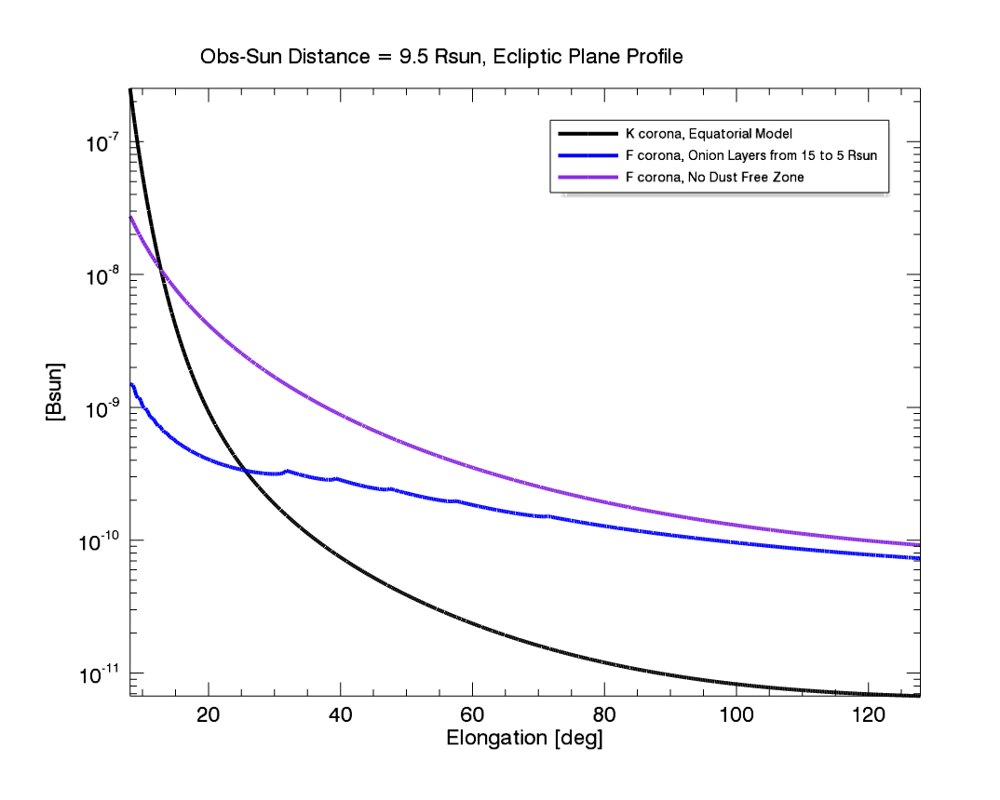 Obs-Sun Distance = 9.5 Rsun, Ecliptic Plane Profile
K corona, Equatorial Model
F corona, Onion Layers from 15 to 5 Rsun
F corona, No Dust Free Zone
10⁻⁷
10⁻⁸
10⁻⁹
10⁻¹⁰
10⁻¹¹
[Bsun]
20 40 60 80 100 120
Elongation [deg]